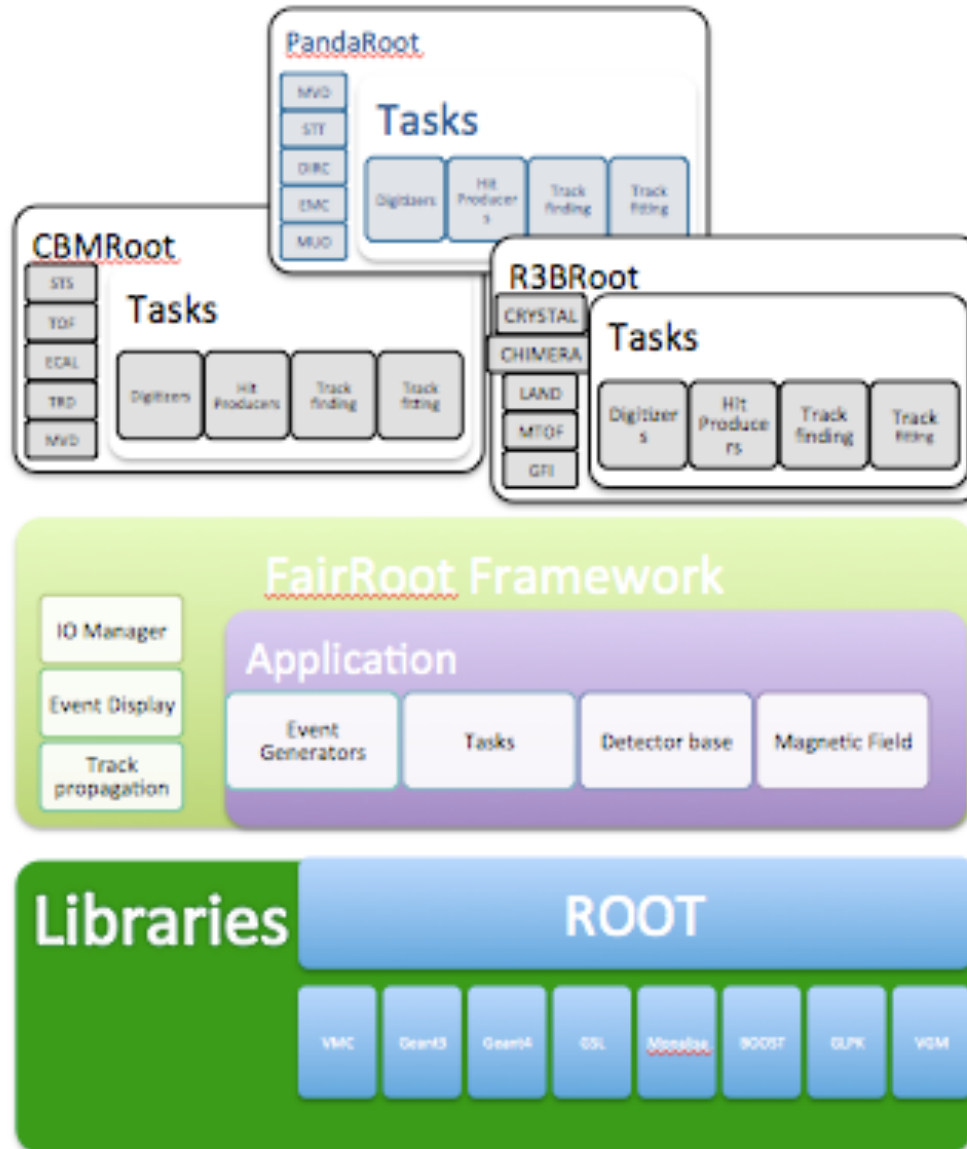 PandaRoot
MVD
STT
DIRC
EMC
MUO
Tasks
Digitizers
Hit
Producer
s
Track
finding
Track
fitting
CBMRoot
STS
TOF
ECAL
TRD
MVD
Tasks
Digitizers
Hit
Producers
Track
finding
Track
fitting
R3BRoot
CRYSTAL
CHIMERA
LAND
MTOF
GFI
Tasks
Digitizer
s
Hit
Produce
rs
Track
finding
Track
fitting
FairRoot Framework
IO Manager
Event Display
Track
propagation
Application
Event
Generators
Tasks
Detector base
Magnetic Field
Libraries
ROOT
VMC
Geant3
Geant4
GSL
Monalisa
BOOST
GLPK
VGM